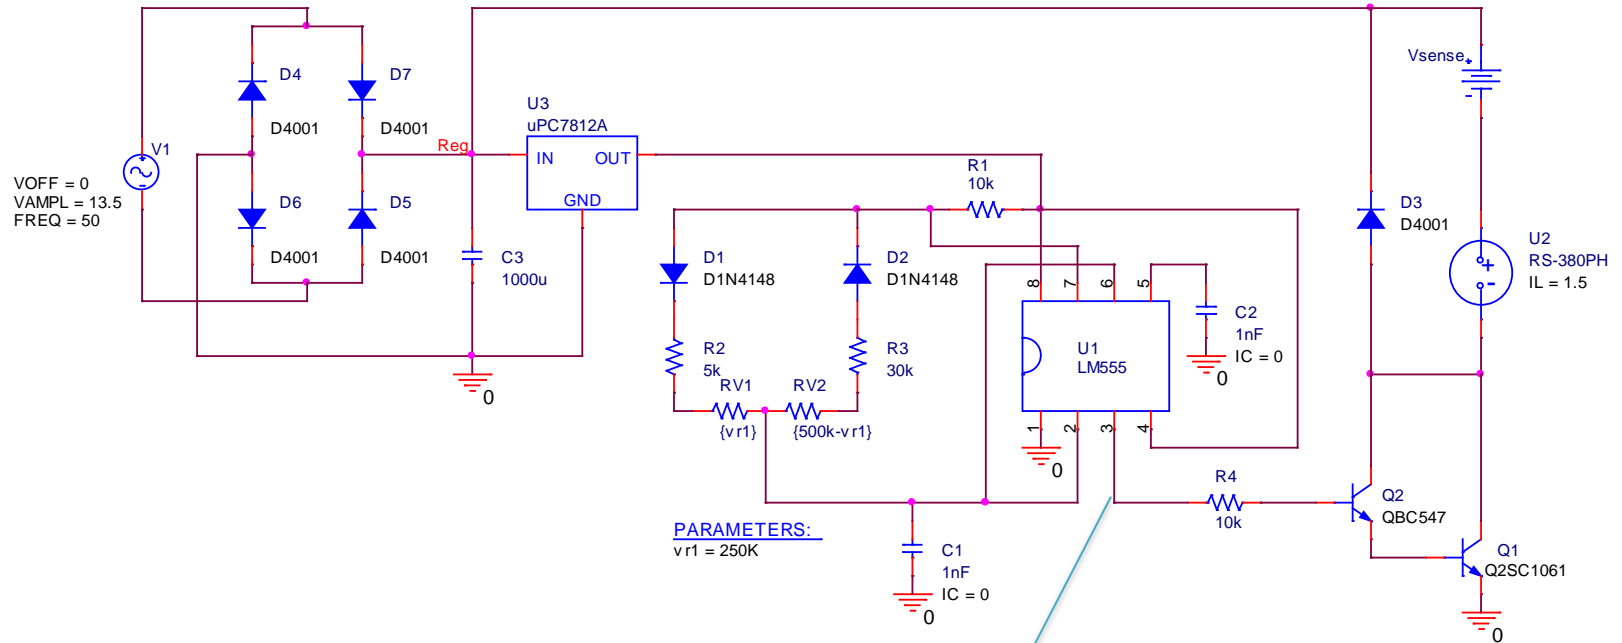 V1
VOFF = 0
VAMPL = 13.5
FREQ = 50
D4
D4001
D7
D4001
D6
D4001
D5
D4001
Reg
U3
uPC7812A
IN
OUT
GND
C3
1000u
0
R1
10k
D1
D1N4148
D2
D1N4148
R2
5k
R3
30k
RV1
{vr1}
RV2
{500k-vr1}
PARAMETERS:
vr1 = 250K
C1
1nF
IC = 0
0
8
7
6
5
U1
LM555
1
2
3
4
0
C2
1nF
IC = 0
0
R4
10k
Vsense
+
-
D3
D4001
U2
RS-380PH
IL = 1.5
+
-
Q2
QBC547
Q1
Q2SC1061
0